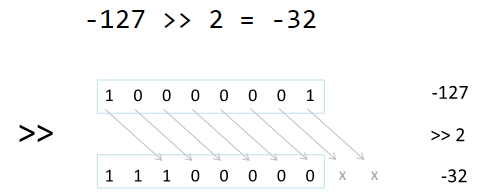 -127 >> 2 = -32
1 0 0 0 0 0 0 1 -127
>> >> 2
1 1 1 0 0 0 0 0 x x -32